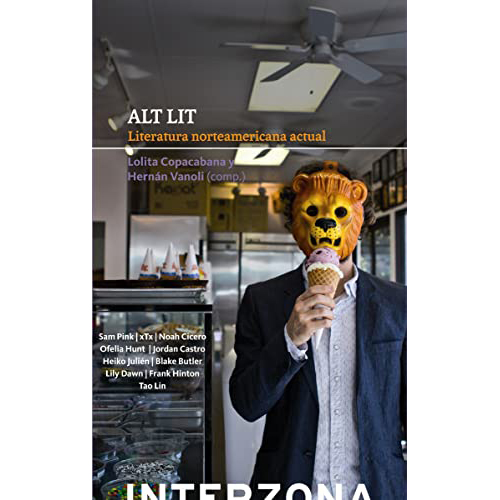 ALT LIT
Literatura norteamericana actual
Lolita Copacabana y
Hernán Vanoli (comp.)
Sam Pink | xTx | Noah Cicero
Ofelia Hunt | Jordan Castro
Heiko Julién | Blake Butler
Lily Dawn | Frank Hinton
Tao Lin
INTERZONA